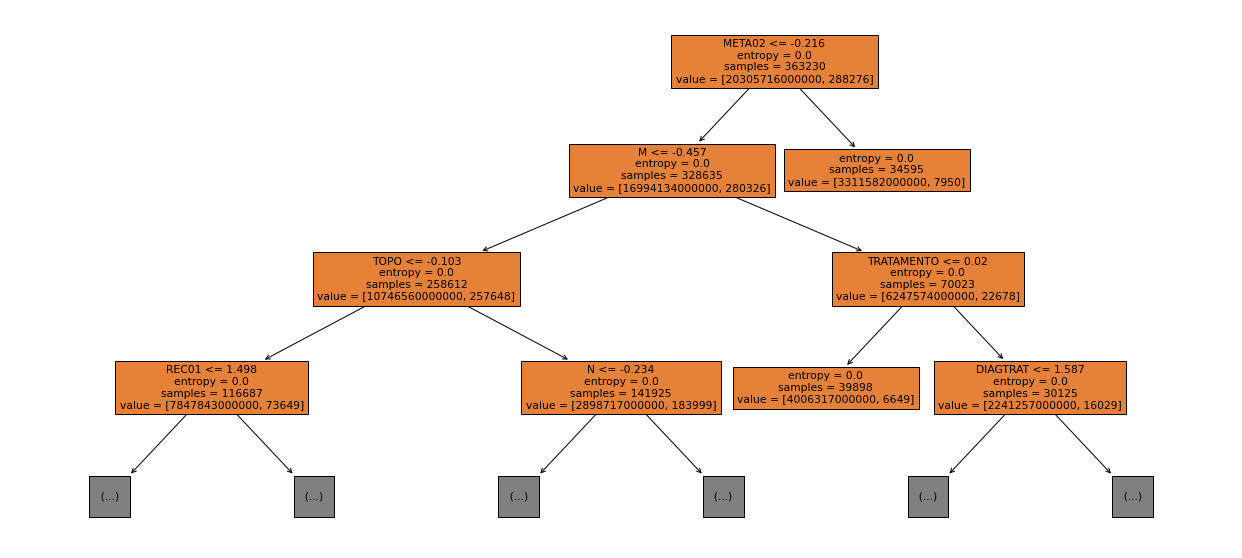 META02 <= -0.216
entropy = 0.0
samples = 363230
value = [20305716000000, 288276]
M <= -0.457
entropy = 0.0
samples = 328635
value = [16994134000000, 280326]
entropy = 0.0
samples = 34595
value = [3311582000000, 7950]
TOPO <= -0.103
entropy = 0.0
samples = 258612
value = [10746560000000, 257648]
TRATAMENTO <= 0.02
entropy = 0.0
samples = 70023
value = [6247574000000, 22678]
REC01 <= 1.498
entropy = 0.0
samples = 116687
value = [7847843000000, 73649]
N <= -0.234
entropy = 0.0
samples = 141925
value = [2898717000000, 183999]
entropy = 0.0
samples = 39898
value = [4006317000000, 6649]
DIAGTRAT <= 1.587
entropy = 0.0
samples = 30125
value = [2241257000000, 16029]
(...)
(...)
(...)
(...)
(...)
(...)